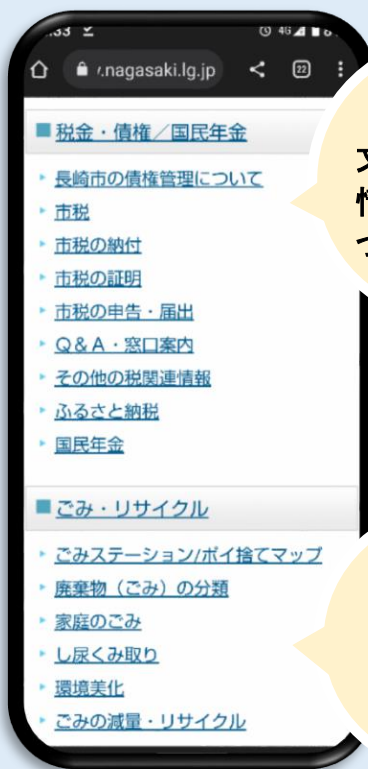 4G
.nagasaki.lg.jp
22
税金・債権／国民年金
長崎市の債権管理について
市税
市税の納付
市税の証明
市税の申告・届出
Q＆A・窓口案内
その他の税関連情報
ふるさと納税
国民年金
ごみ・リサイクル
ごみステーション/ポイ捨てマップ
廃棄物（ごみ）の分類
家庭のごみ
し尿くみ取り
環境美化
ごみの減量・リサイクル